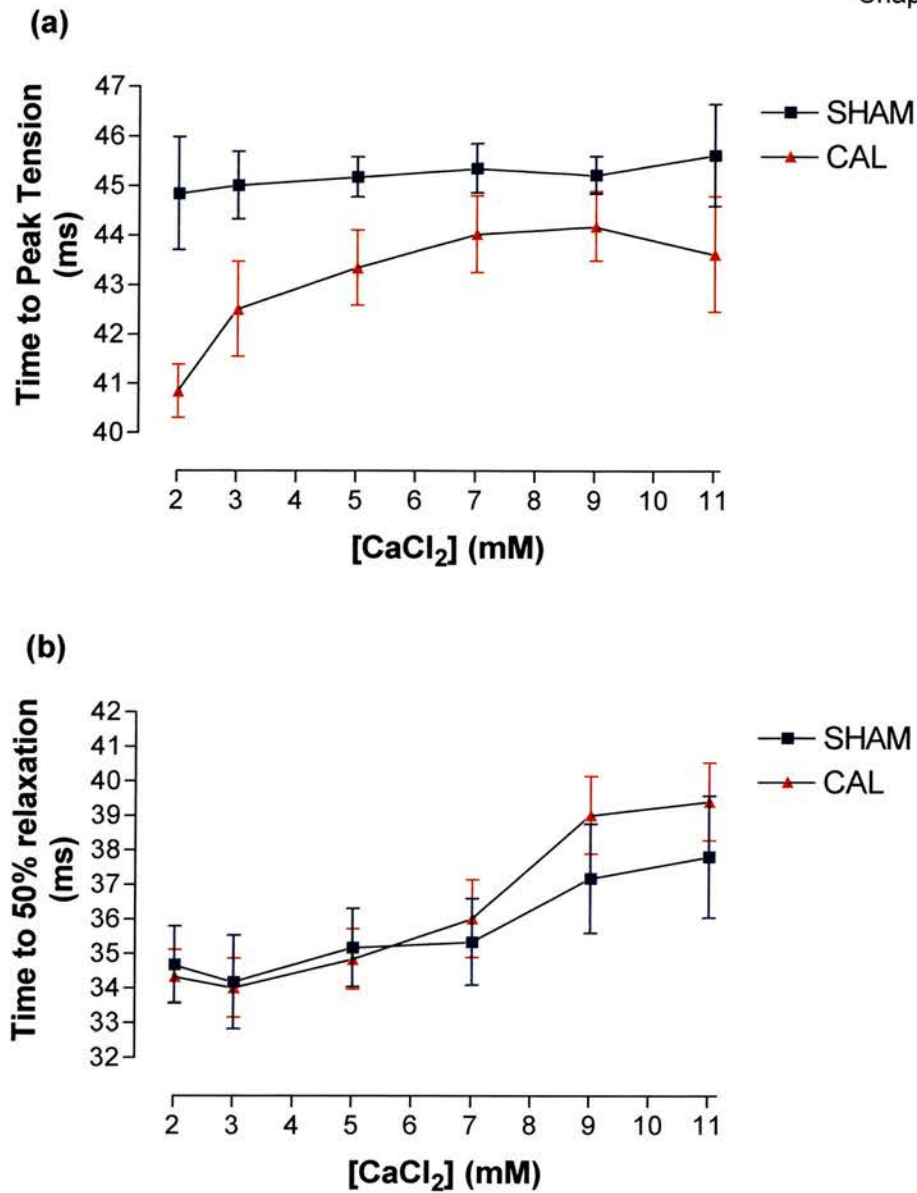 (a)
Time to Peak Tension
(ms)
47
46
45
44
43
42
41
40
2 3 4 5 6 7 8 9 10 11
[CaCl₂] (mM)
SHAM
CAL
(b)
Time to 50% relaxation
(ms)
42
41
40
39
38
37
36
35
34
33
32
2 3 4 5 6 7 8 9 10 11
[CaCl₂] (mM)
SHAM
CAL